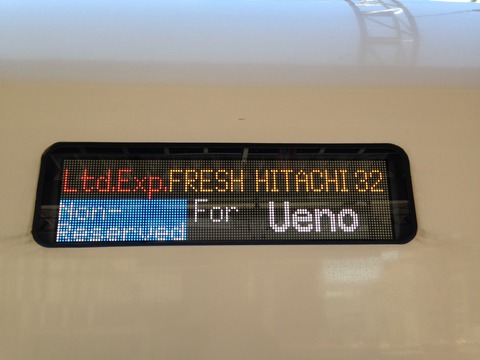 Ltd.Exp.FRESH HITACHI 32
Non-
Reserved
For Ueno